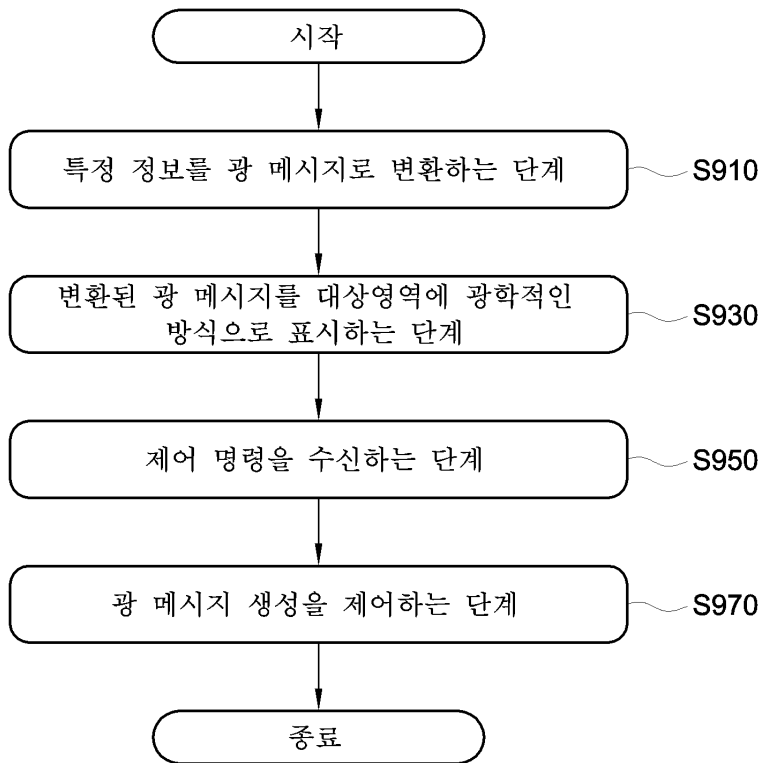 시작
특정 정보를 광 메시지로 변환하는 단계
S910
변환된 광 메시지를 대상영역에 광학적인
방식으로 표시하는 단계
S930
제어 명령을 수신하는 단계
S950
광 메시지 생성을 제어하는 단계
S970
종료